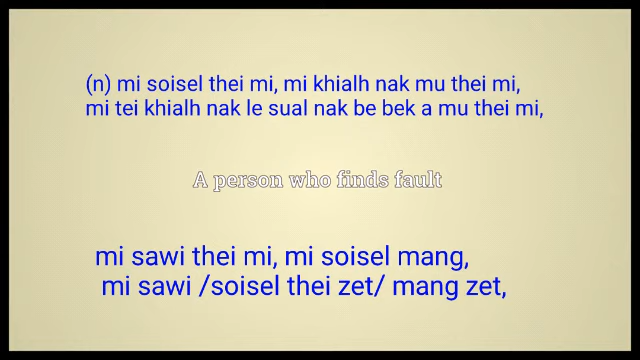 (n) mi soisel thei mi, mi khialh nak mu thei mi,
mi tei khialh nak le sual nak be bek a mu thei mi,
A person who finds fault
mi sawi thei mi, mi soisel mang,
mi sawi /soisel thei zet/ mang zet,